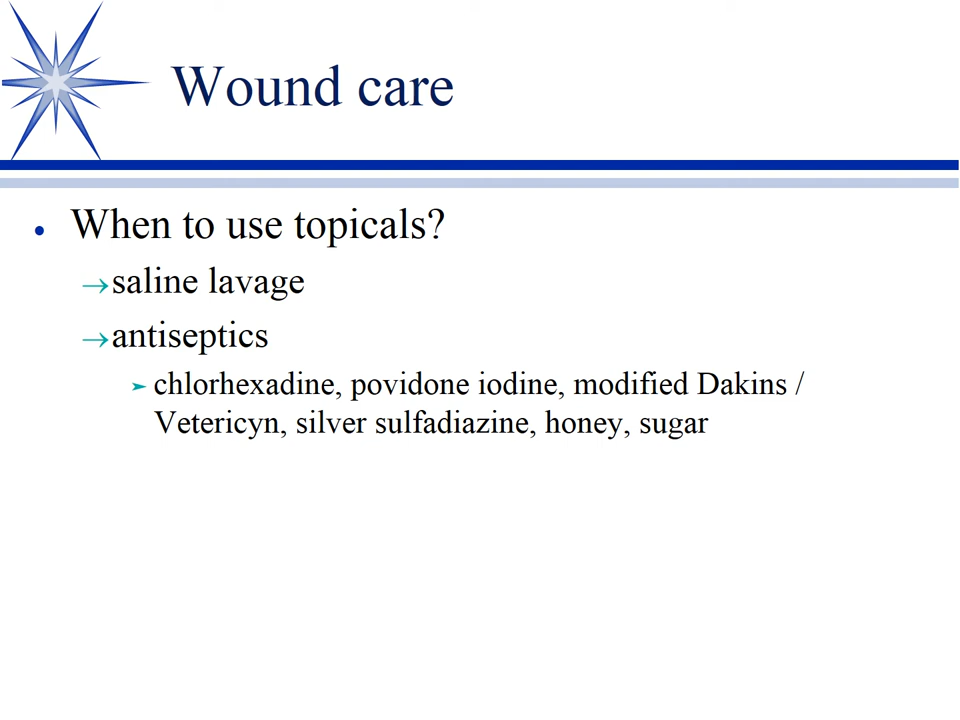 Wound care
When to use topicals?
saline lavage
antiseptics
chlorhexadine, povidone iodine, modified Dakins /
Vetericyn, silver sulfadiazine, honey, sugar